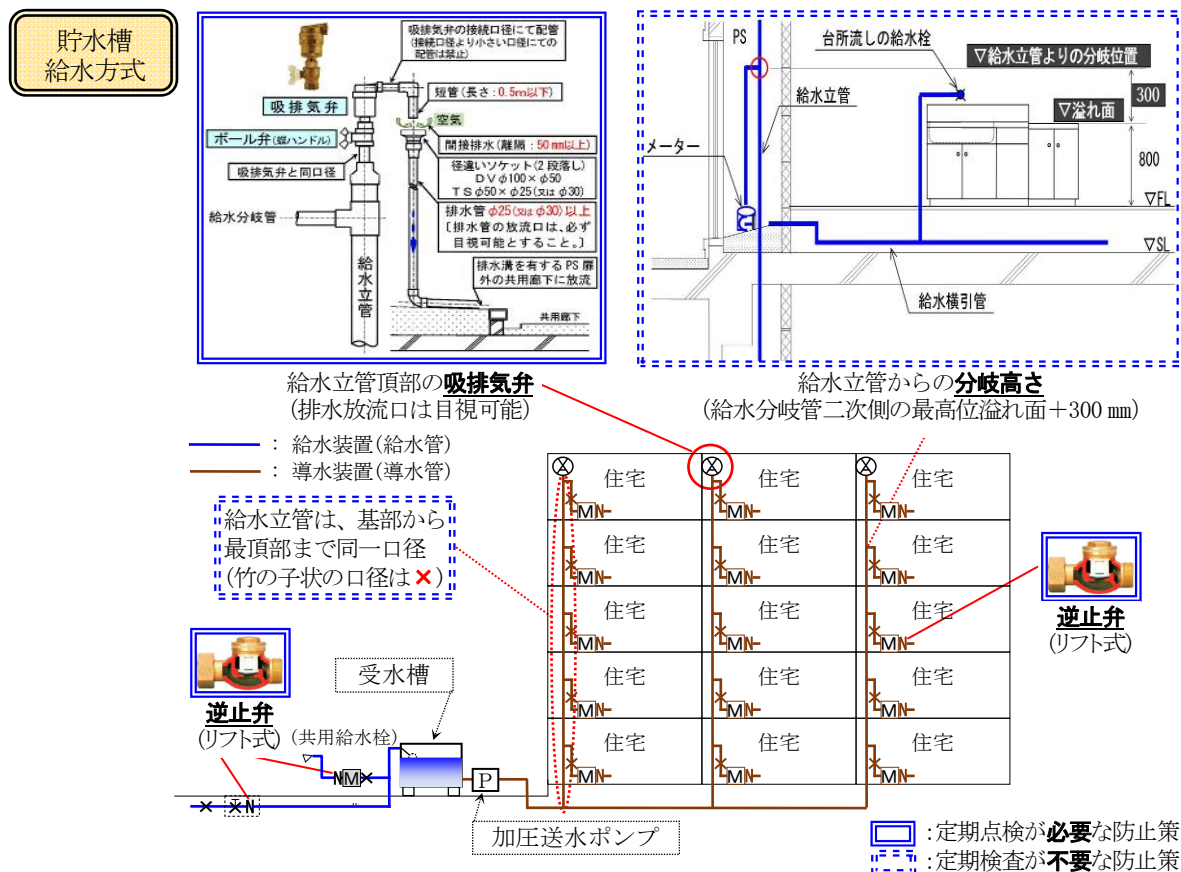 貯水槽
給水方式
吸排気弁の接続口径にて配管
(接続口径より小さい口径にての
配管は禁止)
短管(長さ:0.5m以下)
吸排気弁
空気
ボール弁(蝶ハンドル)
間接排水(離隔:50mm以上)
吸排気弁と同口径
径違いソケット(2段落し)
DVφ100×φ50
TSφ50×φ25(又はφ30)
給水分岐管
排水管φ25(又はφ30)以上
[排水管の放流口は、必ず
目視可能とすること。]
給水立管
排水溝を有するPS扉
外の共用廊下に放流
共用廊下
給水立管頂部の吸排気弁
(排水放流口は目視可能)
PS
台所流しの給水栓
▽給水立管よりの分岐位置
給水立管
300
▽溢れ面
メーター
800
▽FL
▽SL
給水横引管
給水立管からの分岐高さ
(給水分岐管二次側の最高位溢れ面+300 mm)
: 給水装置(給水管)
: 導水装置(導水管)
給水立管は、基部から
最頂部まで同一口径
(竹の子状の口径は×)
住宅 住宅 住宅
M N M N M N
住宅 住宅 住宅
M N M N M N
住宅 住宅 住宅
M N M N M N
住宅 住宅 住宅
M N M N M N
住宅 住宅 住宅
M N M N M N
逆止弁
(リフト式)
逆止弁
(リフト式)
(共用給水栓)
受水槽
N M
P
N
加圧送水ポンプ
:定期点検が必要な防止策
:定期検査が不要な防止策